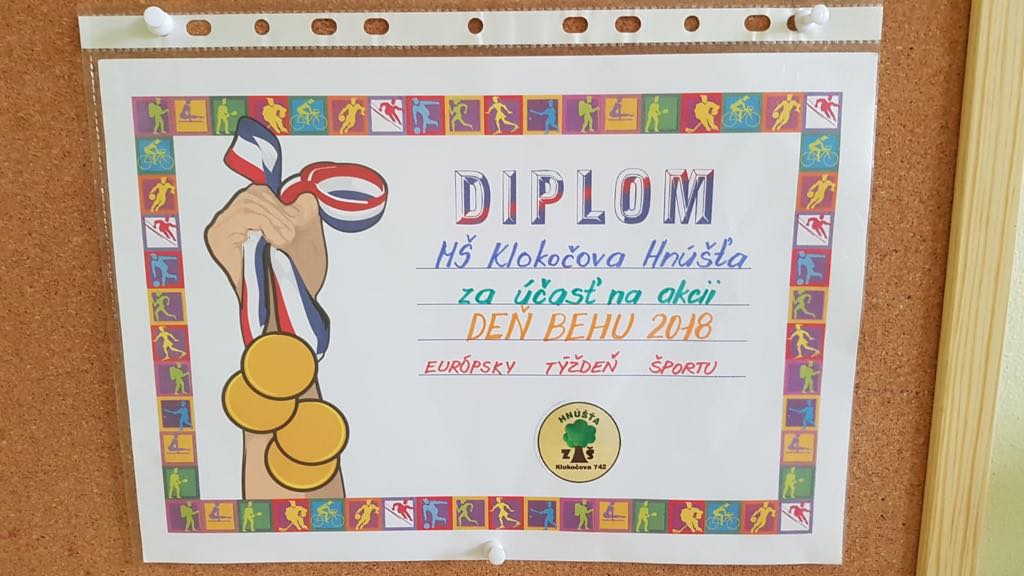 DIPLOM
MŠ Klokočova Hnúšťa
za účasť na akcii
DEŇ BEHU 2018
EURÓPSKY TÝŽDEŇ ŠPORTU
HNÚŠŤA
ZŠ
Klokočova 742